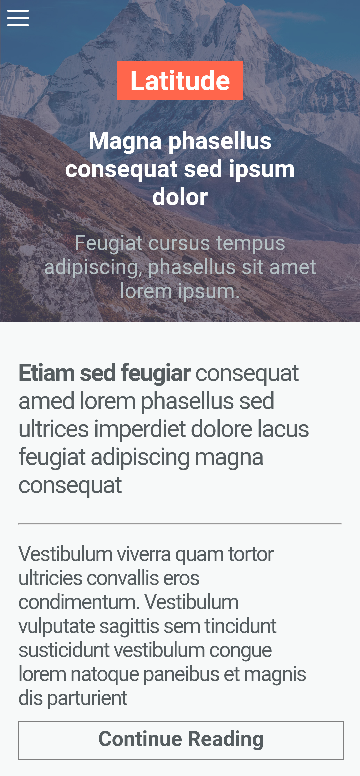 Latitude
Magna phasellus
consequat sed ipsum
dolor
Feugiat cursus tempus
adipiscing, phasellus sit amet
lorem ipsum.
Etiam sed feugiar consequat
amed lorem phasellus sed
ultrices imperdiet dolore lacus
feugiat adipiscing magna
consequat
Vestibulum viverra quam tortor
ultricies convallis eros
condimentum. Vestibulum
vulputate sagittis sem tincidunt
susticidunt vestibulum congue
lorem natoque paneibus et magnis
dis parturient
Continue Reading